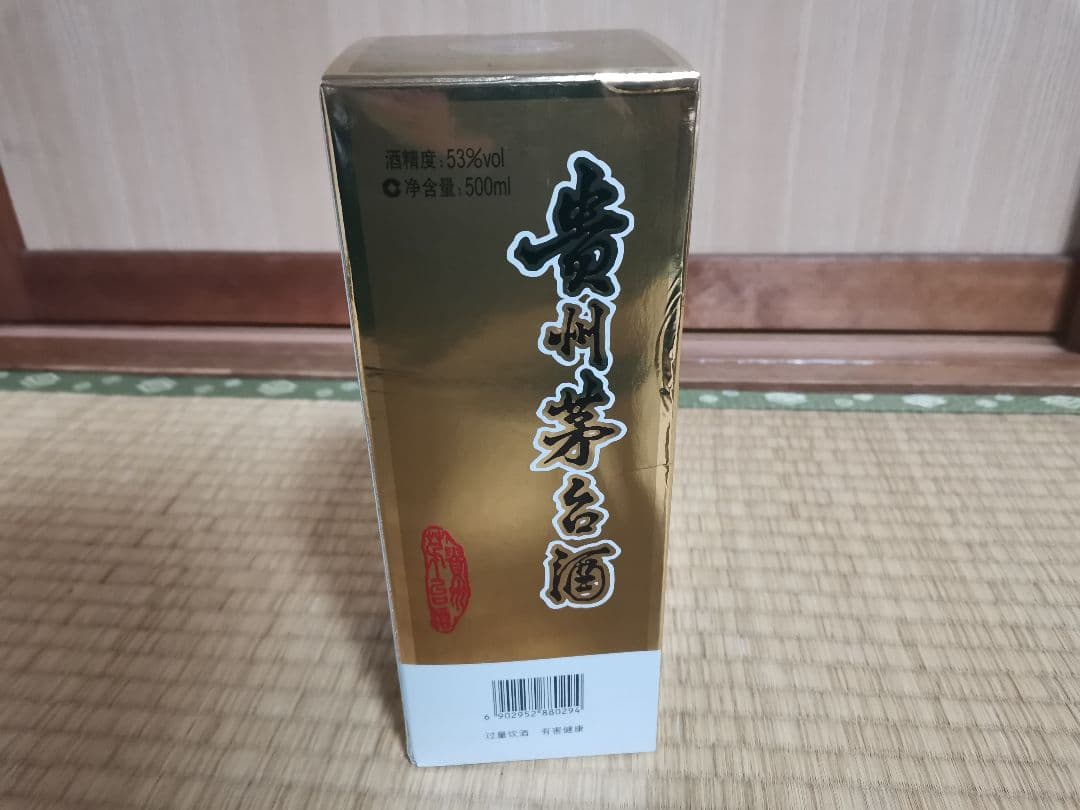 酒精度:53%vol
净含量:500ml
貴州茅台酒
6 902952 880294
过量饮酒 有害健康